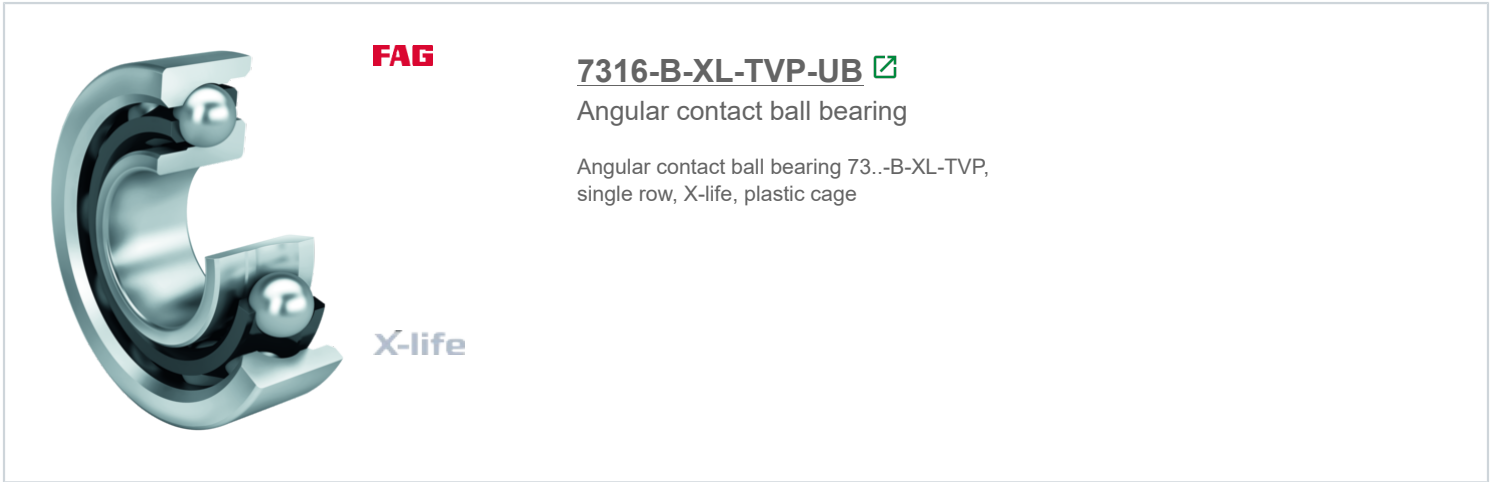 FAG
7316-B-XL-TVP-UB
Angular contact ball bearing
Angular contact ball bearing 73..-B-XL-TVP,
single row, X-life, plastic cage
X-life